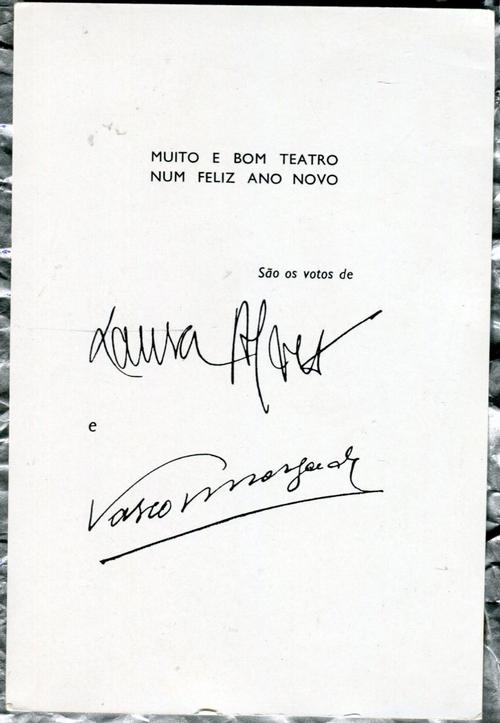 MUITO E BOM TEATRO
NUM FELIZ ANO NOVO
São os votos de
Laura Alves
e
Vasco Morgado